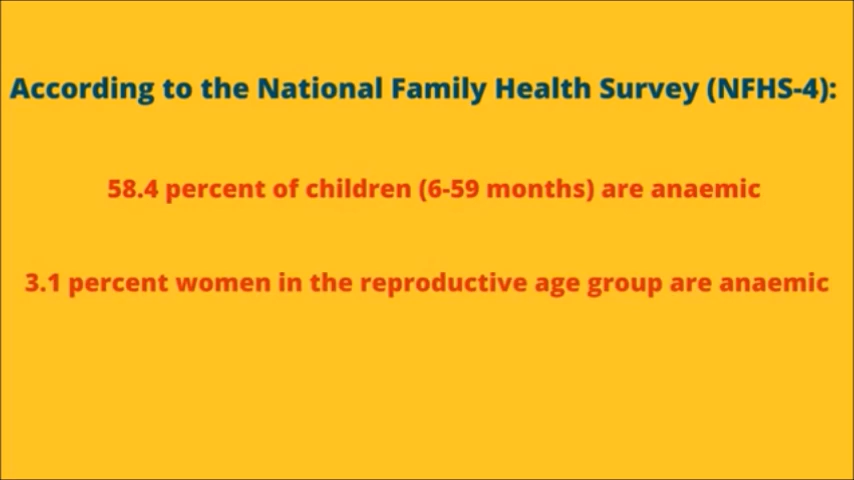 According to the National Family Health Survey (NFHS-4):
58.4 percent of children (6-59 months) are anaemic
3.1 percent women in the reproductive age group are anaemic